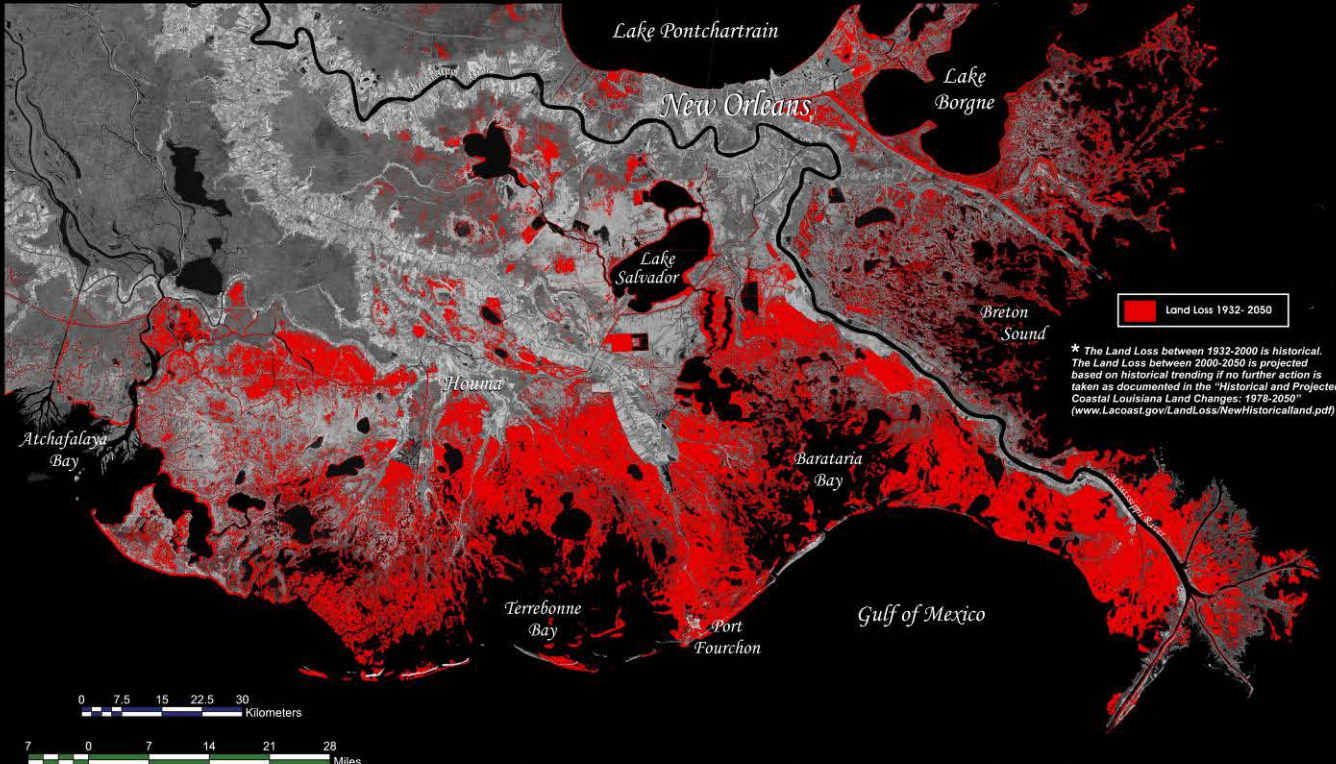 Lake Pontchartrain
Mississippi River
New Orleans
Lake
Borgne
Lake
Salvador
Breton
Sound
Land Loss 1932- 2050
* The Land Loss between 1932-2000 is historical.
The Land Loss between 2000-2050 is projected
based on historical trending if no further action is
taken as documented in the "Historical and Projected
Coastal Louisiana Land Changes: 1978-2050"
(www.Lacoast.gov/LandLoss/NewHistoricalland.pdf)
Houma
Atchafalaya
Bay
Barataria
Bay
Mississippi River
Terrebonne
Bay
Port
Fourchon
Gulf of Mexico
0 7.5 15 22.5 30
Kilometers
7 0 7 14 21 28
Miles